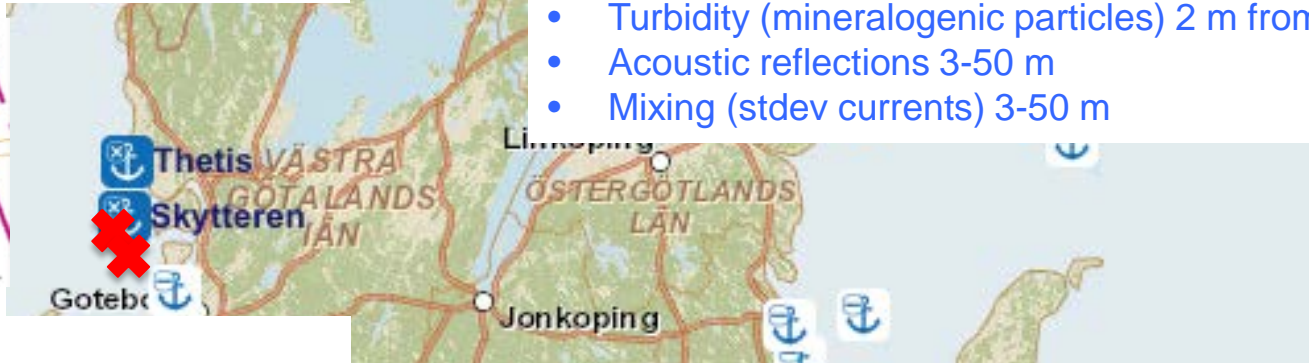 • Turbidity (mineralogenic particles) 2 m from
• Acoustic reflections 3-50 m
• Mixing (stdev currents) 3-50 m
Thetis VÄSTRA
GÖTALANDS
Skytteren
LÄN
ÖSTERGÖTLANDS
LÄN
Jonkoping